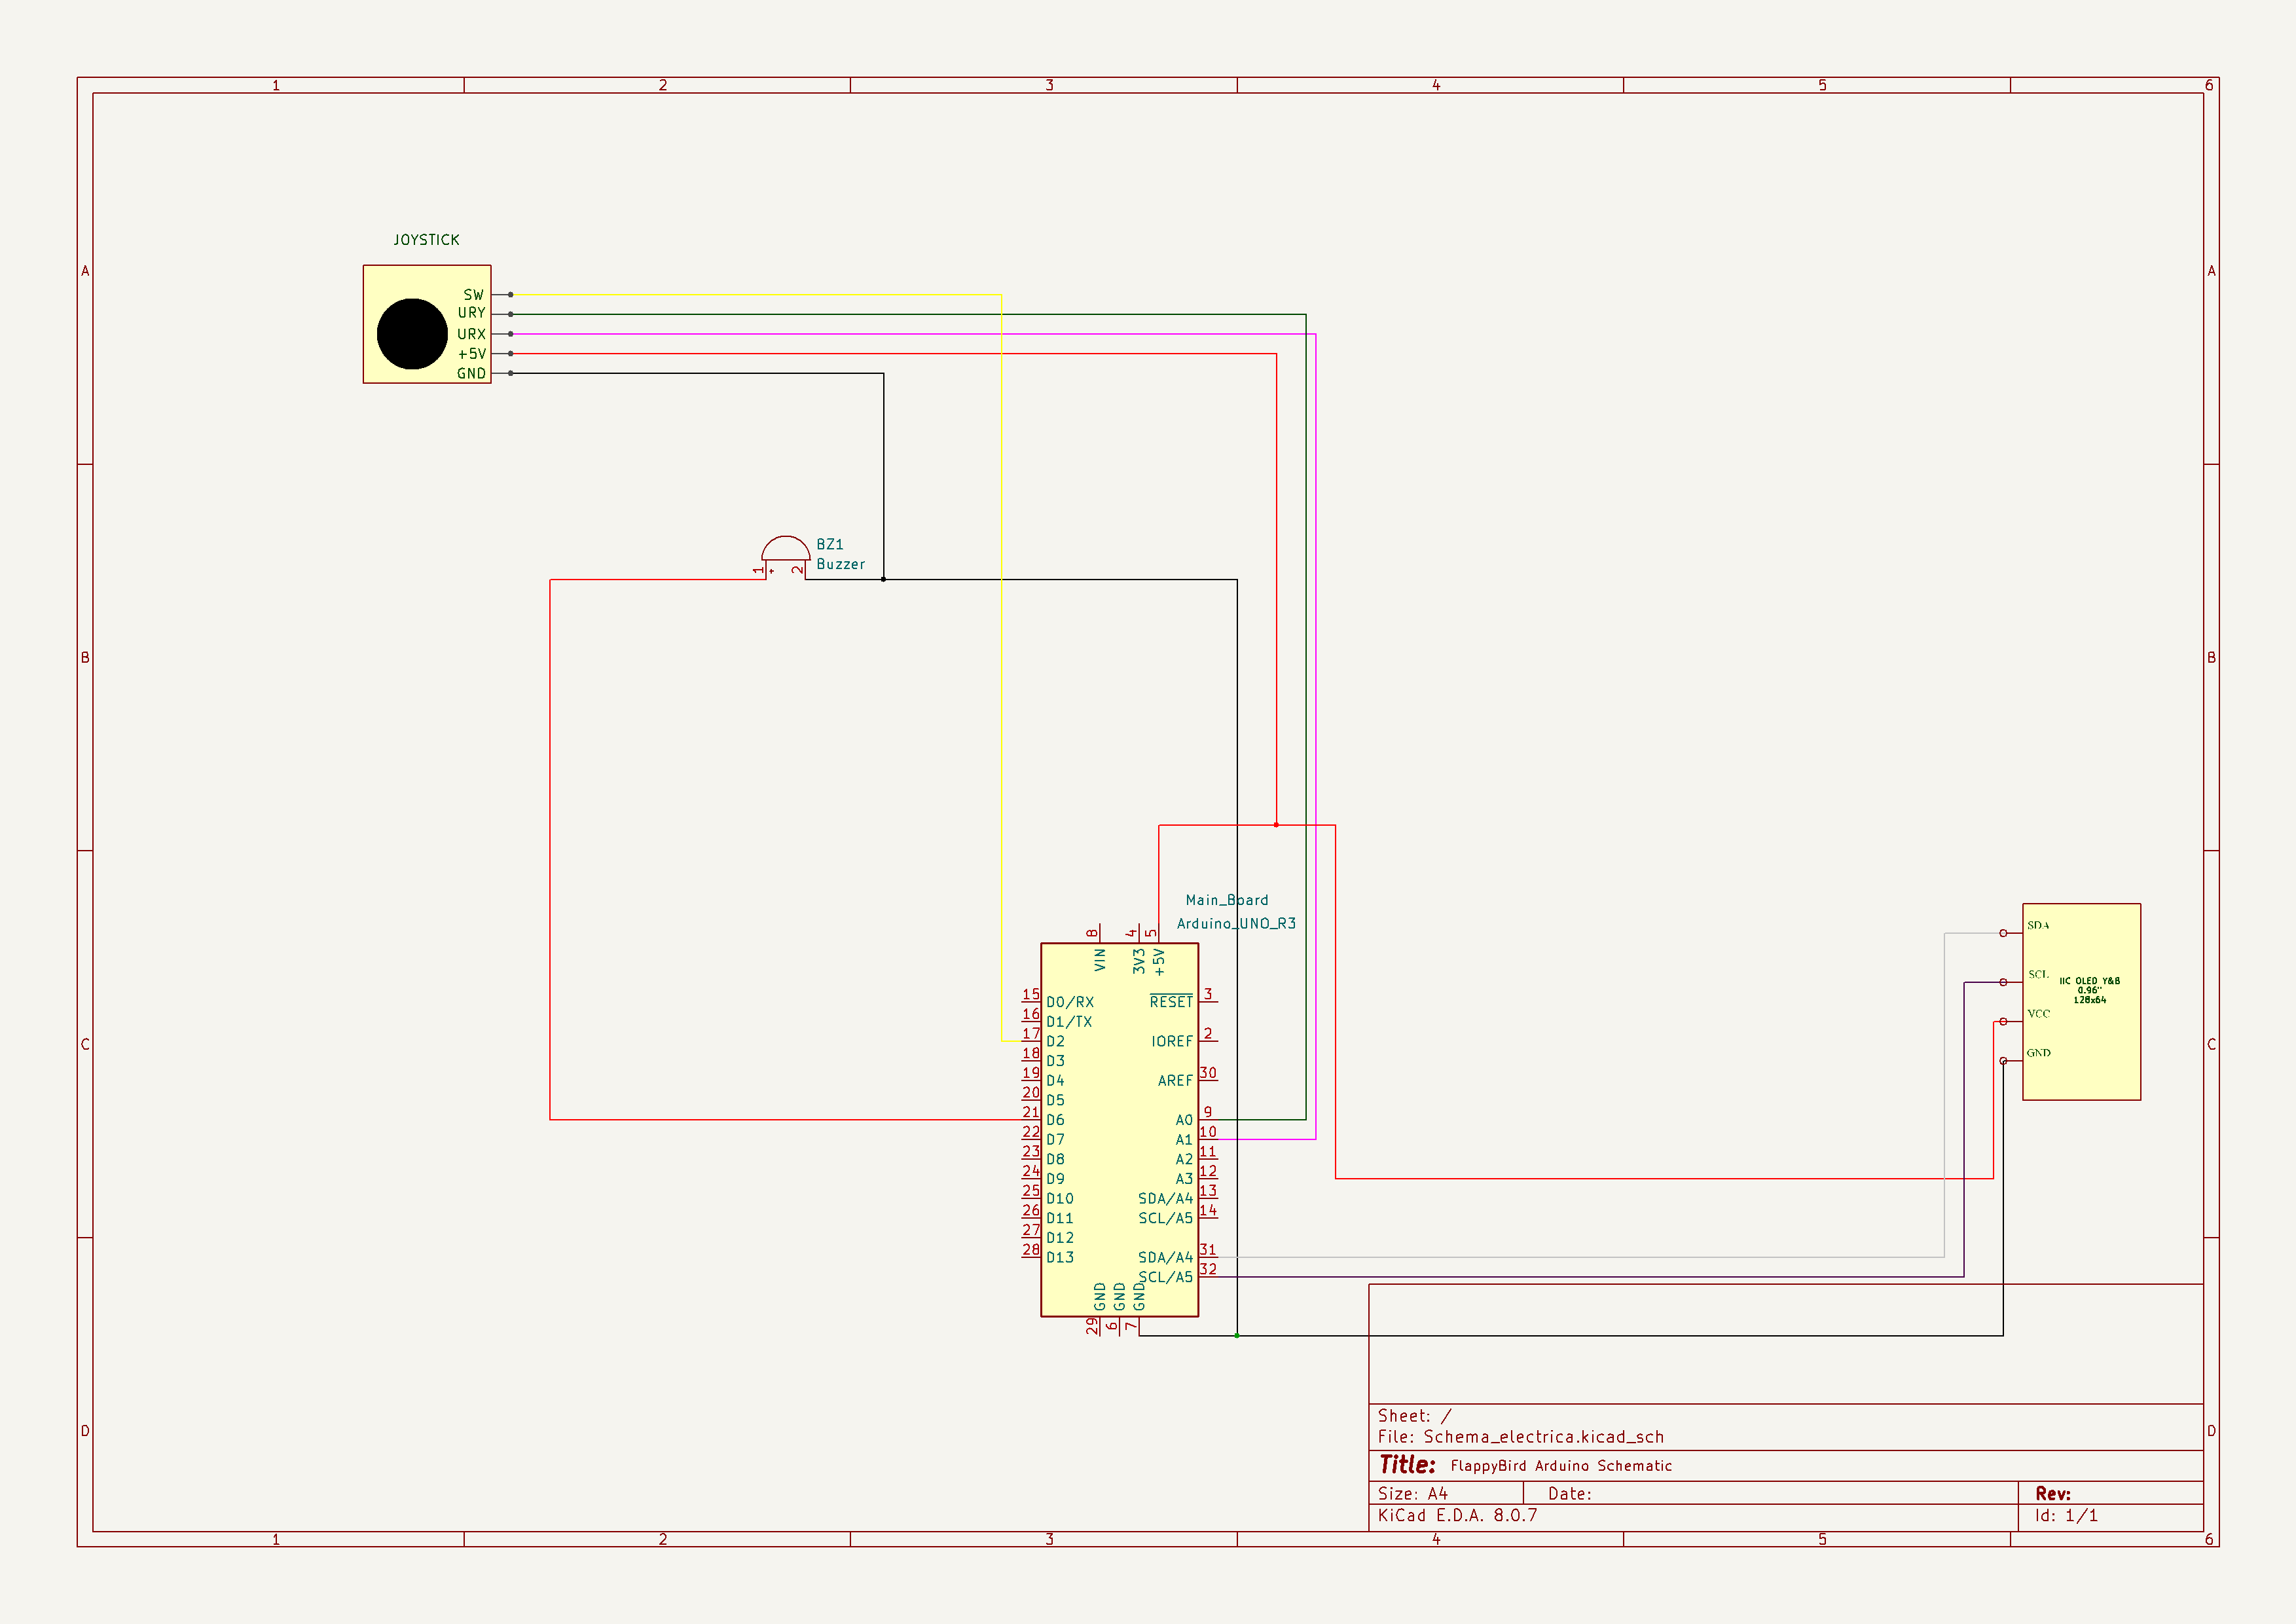 1 2 3 4 5 6
A A
JOYSTICK
SW
URY
URX
+5V
GND
BZ1
Buzzer
1 + 2
B B
Main_Board
Arduino_UNO_R3
8 4 5
VIN 3V3 +5V
15 D0/RX RESET 3
16 D1/TX
17 D2 IOREF 2
18 D3
19 D4 AREF 30
20 D5
21 D6 A0 9
22 D7 A1 10
23 D8 A2 11
24 D9 A3 12
25 D10 SDA/A4 13
26 D11 SCL/A5 14
27 D12
28 D13 SDA/A4 31
SCL/A5 32
GND GND GND
29 6 7
SDA
SCL
IIC OLED Y&B
0.96"
128x64
VCC
GND
C C
D D
Sheet: /
File: Schema_electrica.kicad_sch
Title: FlappyBird Arduino Schematic
Size: A4 Date: Rev:
KiCad E.D.A. 8.0.7 Id: 1/1
1 2 3 4 5 6